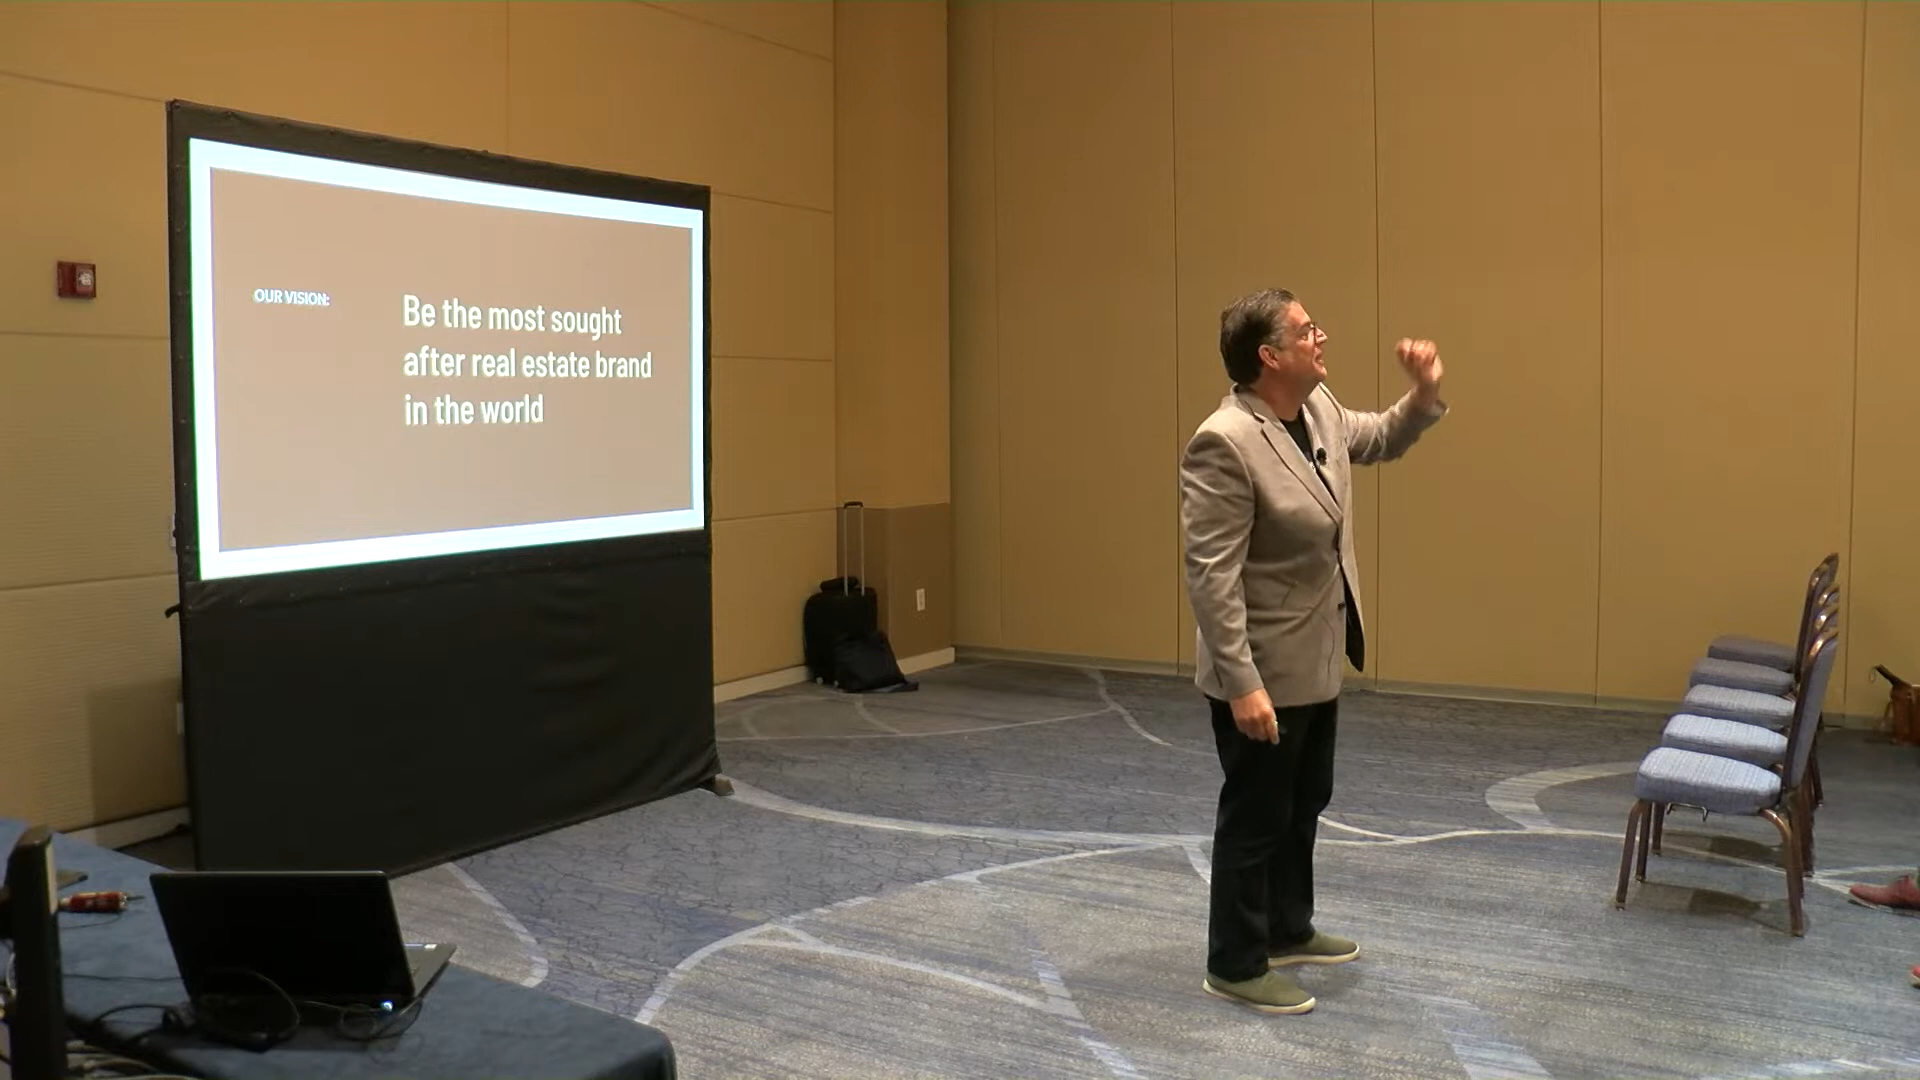 OUR VISION:
Be the most sought
after real estate brand
in the world